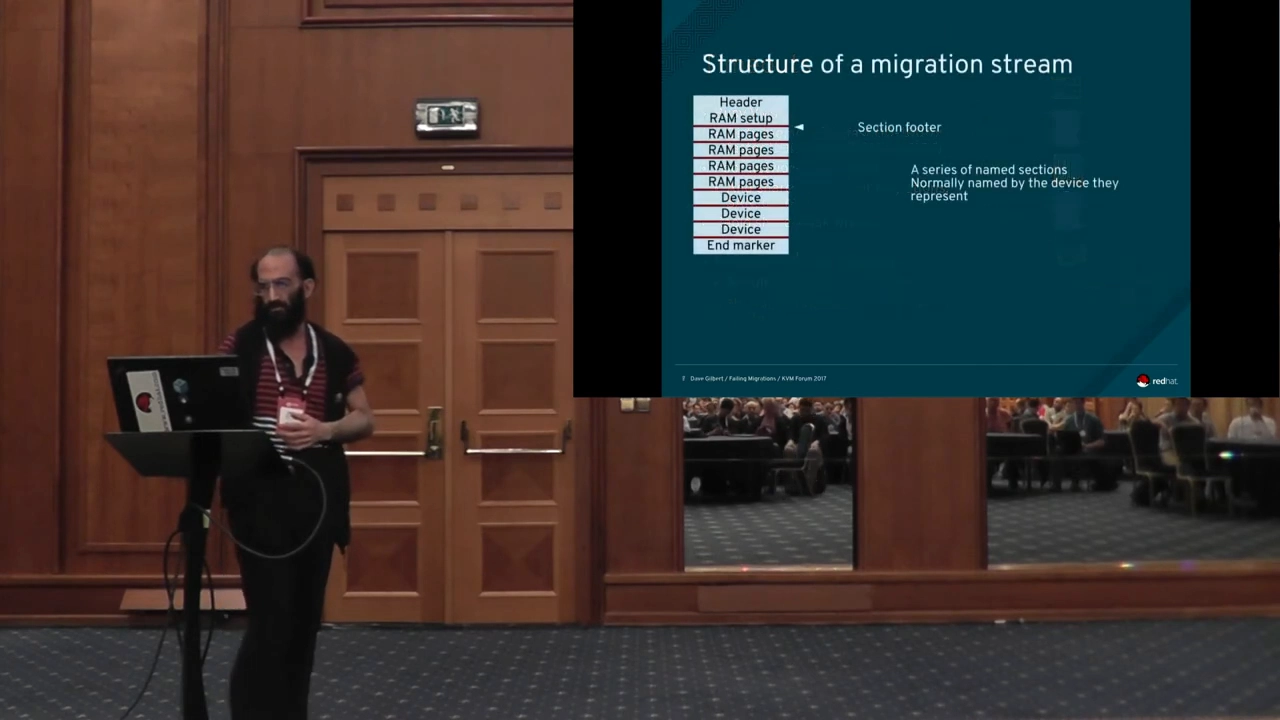 Structure of a migration stream
Header
RAM setup
RAM pages
RAM pages
RAM pages
RAM pages
Device
Device
Device
End marker
Section footer
A series of named sections
Normally named by the device they
represent
7 Dave Gilbert / Failing Migrations / KVM Forum 2017
redhat.